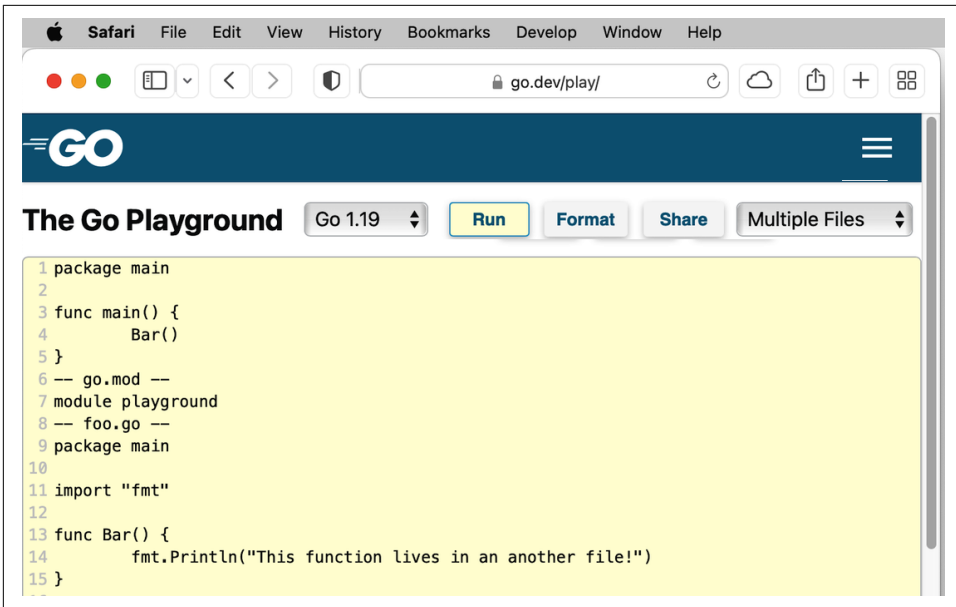 Safari File Edit View History Bookmarks Develop Window Help
go.dev/play/
GO
The Go Playground Go 1.19 Run Format Share Multiple Files
1 package main
2
3 func main() {
4         Bar()
5 }
6 -- go.mod --
7 module playground
8 -- foo.go --
9 package main
10
11 import "fmt"
12
13 func Bar() {
14         fmt.Println("This function lives in an another file!")
15 }